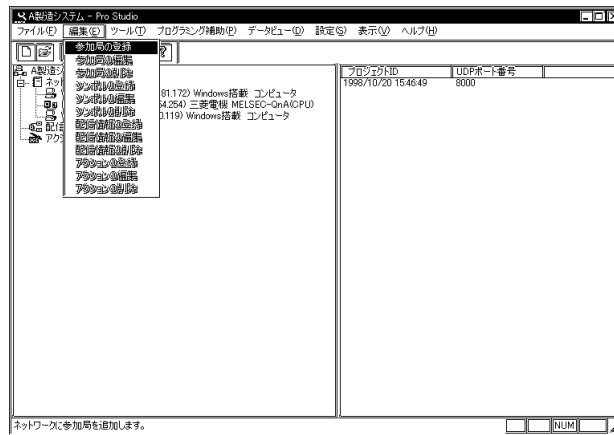 A製造システム - Pro Studio
ファイル(F) 編集(E) ツール(T) プログラミング補助(P) データビュー(D) 設定(S) 表示(V) ヘルプ(H)
参加局の登録
参加局の編集
参加局の削除
シンボルの登録
シンボルの編集
シンボルの削除
配信情報の登録
配信情報の編集
配信情報の削除
アクションの登録
アクションの編集
アクションの削除
A製造シ
ネッ
81.172) Windows搭載 コンピュータ
54.254) 三菱電機 MELSEC-QnA(CPU)
0.119) Windows搭載 コンピュータ
配信
アク
プロジェクトID UDPポート番号
1998/10/20 15:46:49 8000
ネットワークに参加局を追加します。
NUM